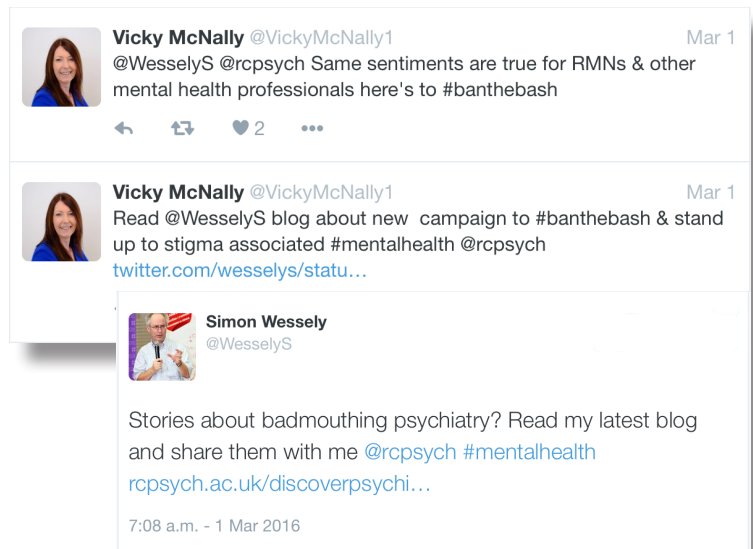 Vicky McNally @VickyMcNally1 Mar 1
@WesselyS @rcpsych Same sentiments are true for RMNs & other
mental health professionals here's to #banthebash
2
Vicky McNally @VickyMcNally1 Mar 1
Read @WesselyS blog about new campaign to #banthebash & stand
up to stigma associated #mentalhealth @rcpsych
twitter.com/wesselys/statu…
Simon Wessely
@WesselyS
Stories about badmouthing psychiatry? Read my latest blog
and share them with me @rcpsych #mentalhealth
rcpsych.ac.uk/discoverpsychi…
7:08 a.m. - 1 Mar 2016